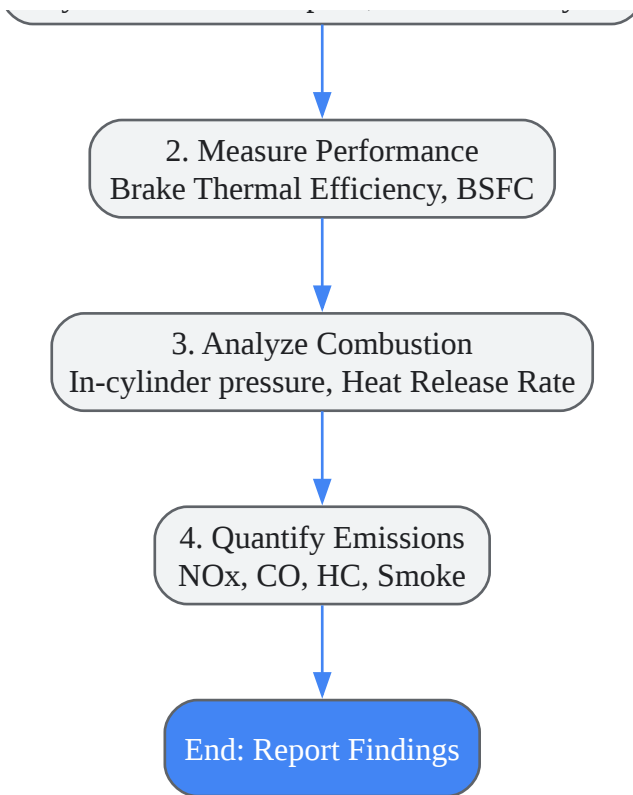 2. Measure Performance
Brake Thermal Efficiency, BSFC
3. Analyze Combustion
In-cylinder pressure, Heat Release Rate
4. Quantify Emissions
NOx, CO, HC, Smoke
End: Report Findings